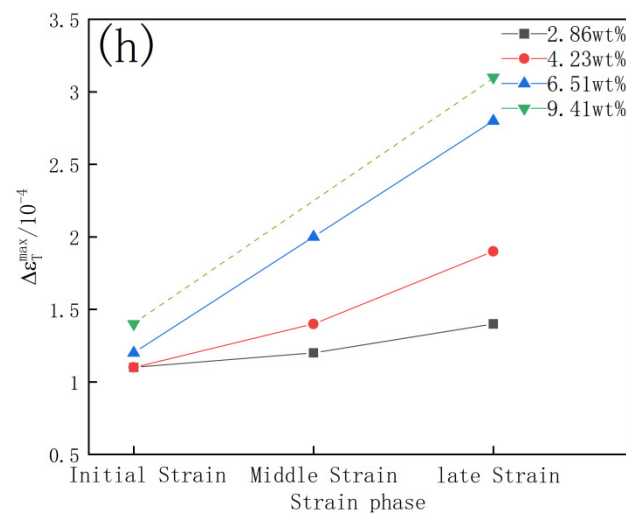 (h)
2.86wt%
4.23wt%
6.51wt%
9.41wt%
3.5
3
2.5
2
1.5
1
0.5
Δε_T^max/10^-4
Initial Strain Middle Strain late Strain
Strain phase